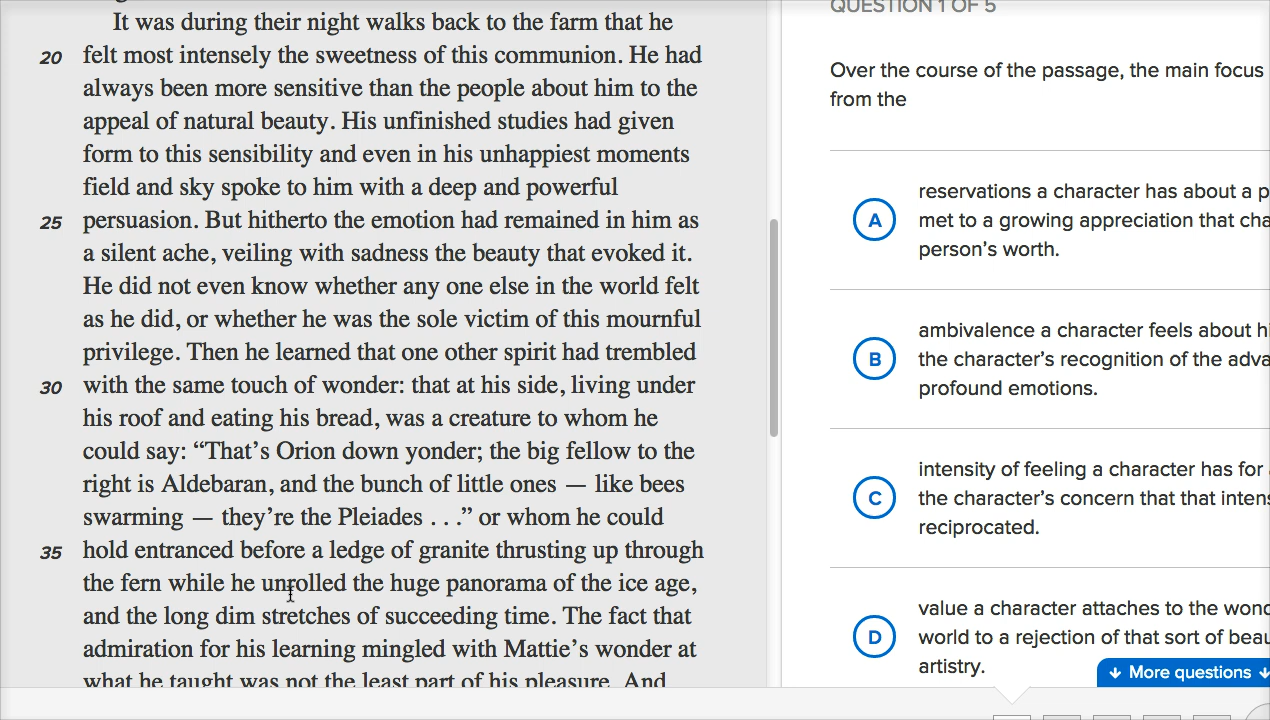 It was during their night walks back to the farm that he
20 felt most intensely the sweetness of this communion. He had
always been more sensitive than the people about him to the
appeal of natural beauty. His unfinished studies had given
form to this sensibility and even in his unhappiest moments
field and sky spoke to him with a deep and powerful
25 persuasion. But hitherto the emotion had remained in him as
a silent ache, veiling with sadness the beauty that evoked it.
He did not even know whether any one else in the world felt
as he did, or whether he was the sole victim of this mournful
privilege. Then he learned that one other spirit had trembled
30 with the same touch of wonder: that at his side, living under
his roof and eating his bread, was a creature to whom he
could say: “That’s Orion down yonder; the big fellow to the
right is Aldebaran, and the bunch of little ones — like bees
swarming — they’re the Pleiades . . .” or whom he could
35 hold entranced before a ledge of granite thrusting up through
the fern while he unrolled the huge panorama of the ice age,
and the long dim stretches of succeeding time. The fact that
admiration for his learning mingled with Mattie’s wonder at
what he taught was not the least part of his pleasure. And
QUESTION 1 OF 5
Over the course of the passage, the main focus
from the
A reservations a character has about a
met to a growing appreciation that
person’s worth.
B ambivalence a character feels about
the character’s recognition of the
profound emotions.
C intensity of feeling a character has for
the character’s concern that that
reciprocated.
D value a character attaches to the
world to a rejection of that sort of
artistry.
More questions